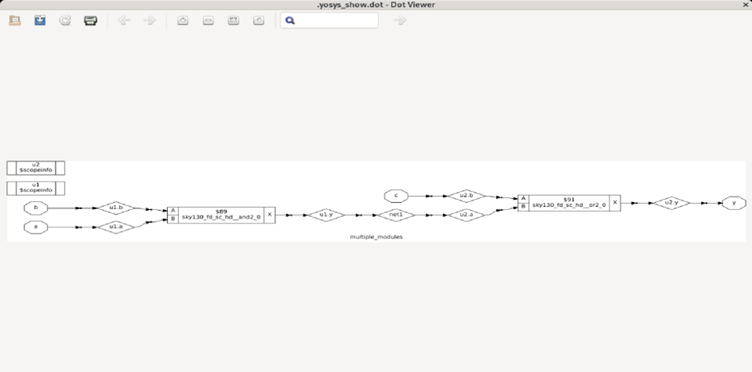 .yosys_show.dot - Dot Viewer
u2
$scopeinfo
u1
$scopeinfo
b
u1.b
a
u1.a
A
B
$89
sky130_fd_sc_hd__and2_0
X
u1.y
c
net1
u2.b
u2.a
A
B
$91
sky130_fd_sc_hd__or2_0
X
u2.y
y
multiple_modules